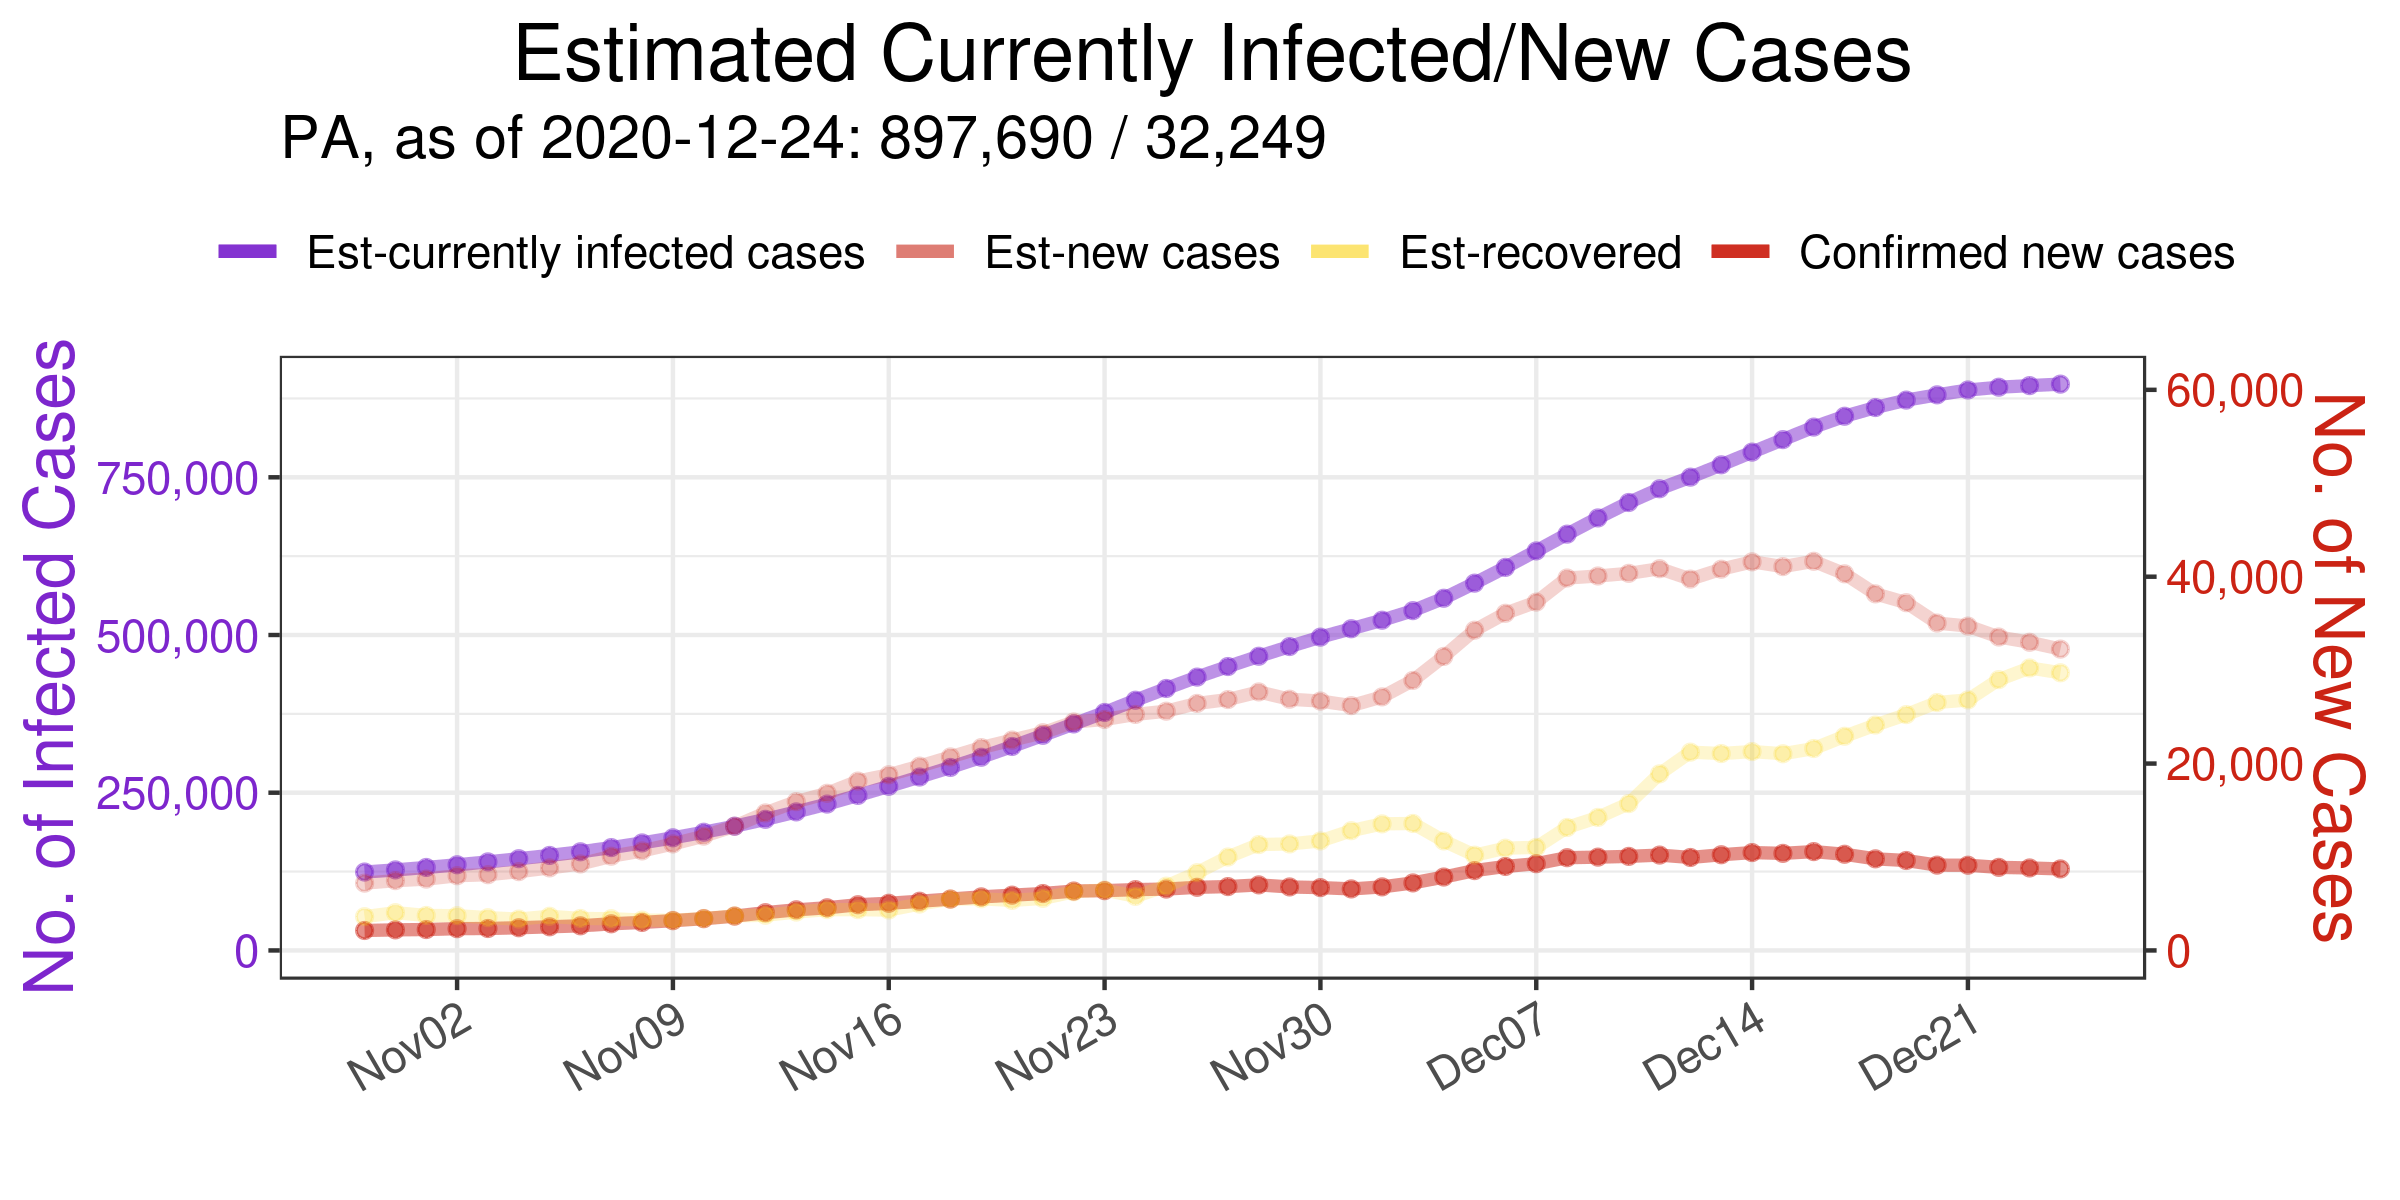 Estimated Currently Infected/New Cases
PA, as of 2020-12-24: 897,690 / 32,249
Est-currently infected cases Est-new cases Est-recovered Confirmed new cases
No. of Infected Cases
750,000
500,000
250,000
0
60,000
40,000
20,000
0
No. of New Cases
Nov02 Nov09 Nov16 Nov23 Nov30 Dec07 Dec14 Dec21